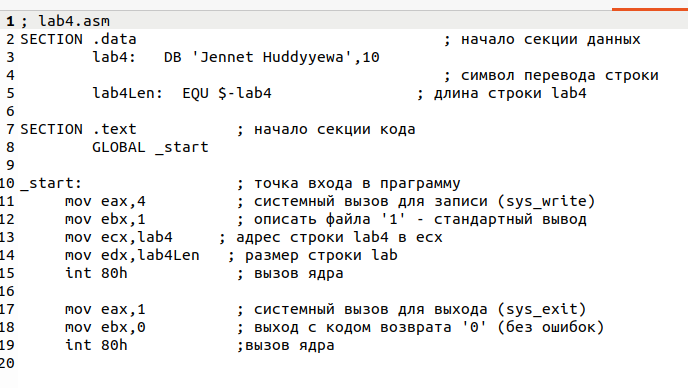 1 ; lab4.asm
2 SECTION .data ; начало секции данных
3 lab4: DB 'Jennet Huddyyewa',10
4 ; символ перевода строки
5 lab4Len: EQU $-lab4 ; длина строки lab4
6
7 SECTION .text ; начало секции кода
8 GLOBAL _start
9
10 _start: ; точка входа в праграмму
11 mov eax,4 ; системный вызов для записи (sys_write)
12 mov ebx,1 ; описать файла '1' - стандартный вывод
13 mov ecx,lab4 ; адрес строки lab4 в ecx
14 mov edx,lab4Len ; размер строки lab
15 int 80h ; вызов ядра
16
17 mov eax,1 ; системный вызов для выхода (sys_exit)
18 mov ebx,0 ; выход с кодом возврата '0' (без ошибок)
19 int 80h ;вызов ядра
20